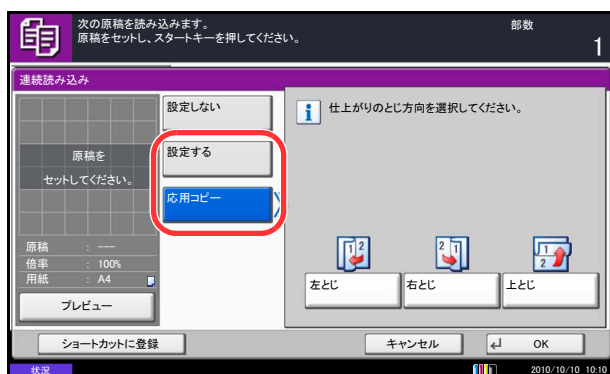 次の原稿を読み込みます。
原稿をセットし、スタートキーを押してください。
部数
1
連続読み込み
原稿を
セットしてください。
原稿 : ---
倍率 : 100%
用紙 : A4
プレビュー
設定しない
設定する
応用コピー
i 仕上がりのとじ方向を選択してください。
1 2
左とじ
2 1
右とじ
1
2
上とじ
ショートカットに登録
キャンセル
OK
状況
2010/10/10 10:10